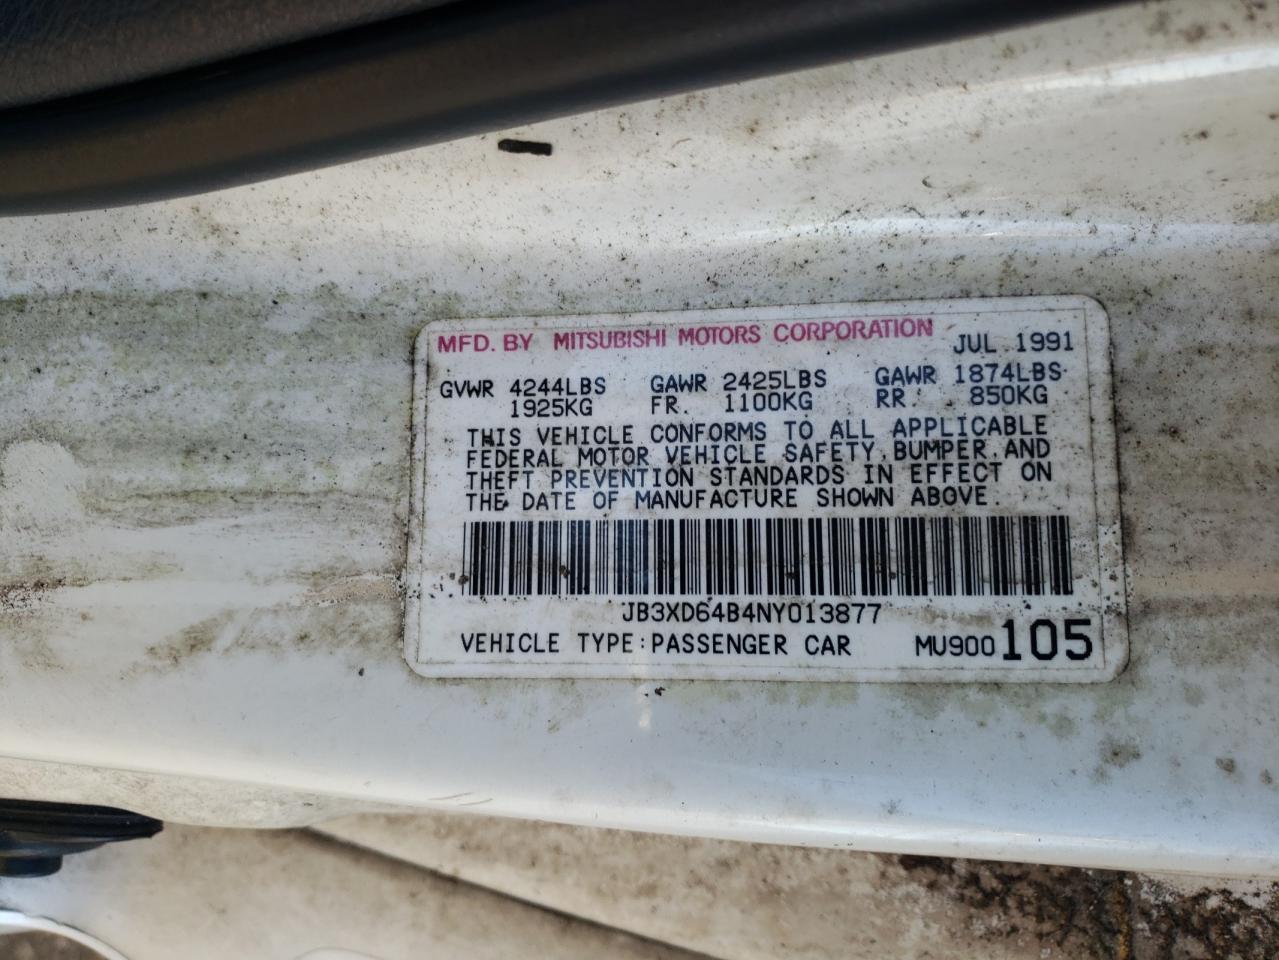 MFD. BY MITSUBISHI MOTORS CORPORATION JUL 1991
GVWR 4244LBS GAWR 2425LBS GAWR 1874LBS
1925KG FR. 1100KG RR. 850KG
THIS VEHICLE CONFORMS TO ALL APPLICABLE
FEDERAL MOTOR VEHICLE SAFETY, BUMPER, AND
THEFT PREVENTION STANDARDS IN EFFECT ON
THE DATE OF MANUFACTURE SHOWN ABOVE.
JB3XD64B4NY013877
VEHICLE TYPE: PASSENGER CAR MU900 105